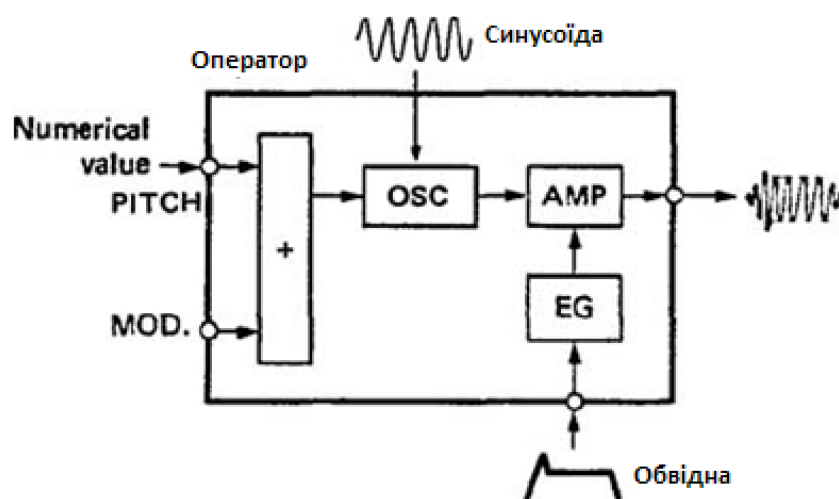 Синусоїда
Оператор
Numerical
value
PITCH
+
OSC
AMP
EG
MOD.
Обвідна